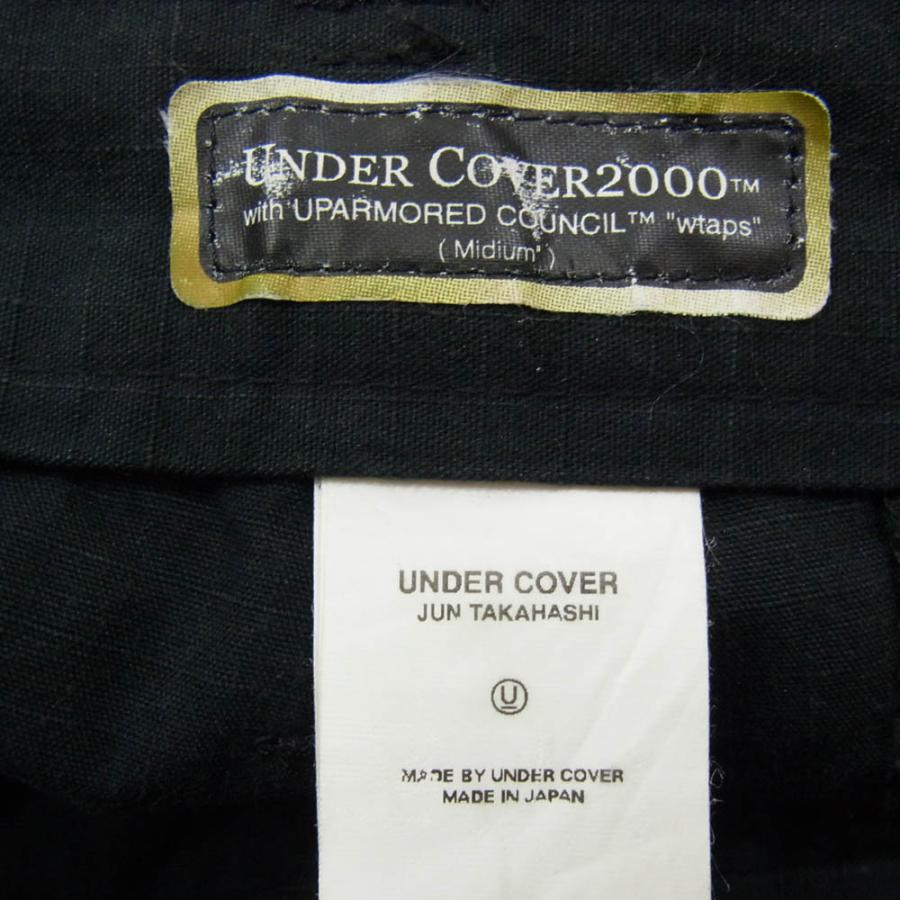 UNDER COVER2000™
with UPARMORED COUNCIL™ "wtaps"
( Midium )
UNDER COVER
JUN TAKAHASHI
U
MADE BY UNDER COVER
MADE IN JAPAN